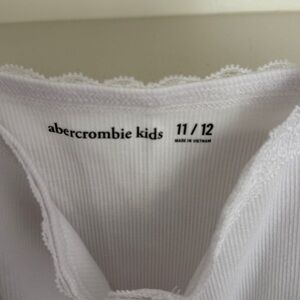 abercrombie kids 11 / 12
MADE IN VIETNAM